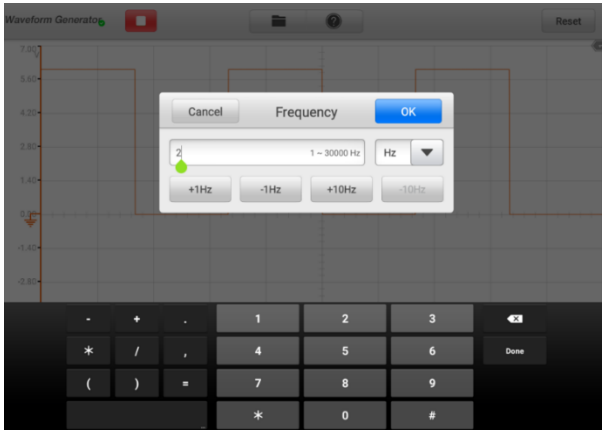 Waveform Generator
Reset
7.00
V
5.60
Cancel Frequency OK
4.20
2 1 ~ 30000 Hz Hz
2.80
+1Hz -1Hz +10Hz -10Hz
1.40
0.00
-1.40
-2.80
- + . 1 2 3
* / , 4 5 6 Done
( ) = 7 8 9
* 0 #